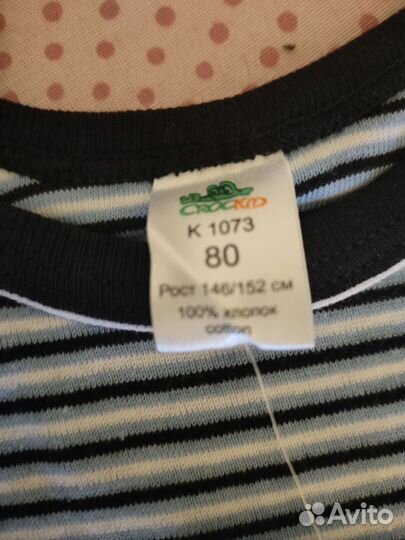 CROCKID
К 1073
80
Рост 146/152 см
100% хлопок
cotton
Avito